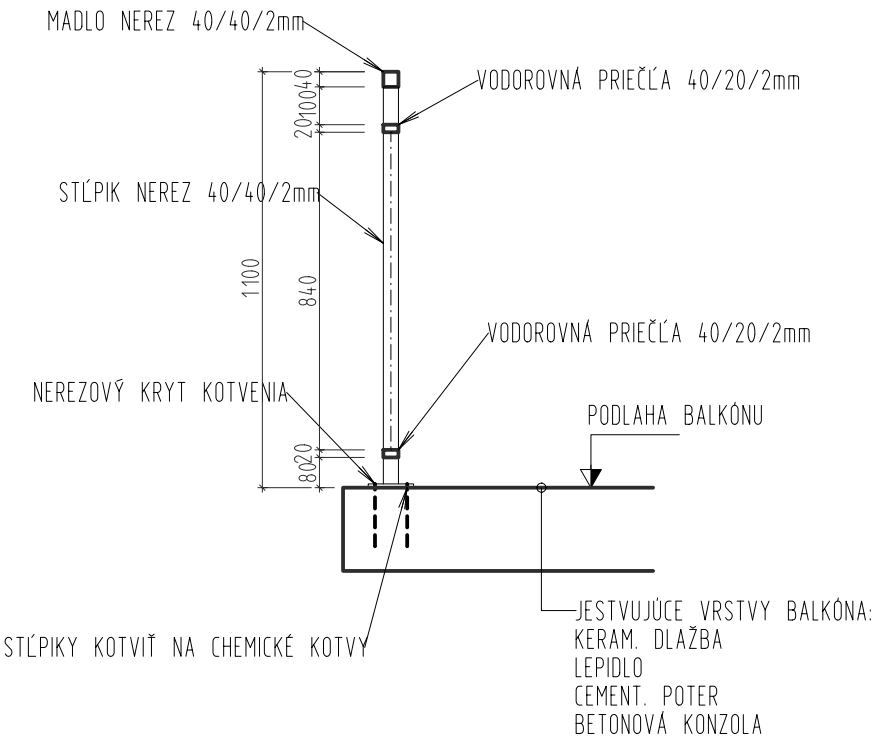 MADLO NEREZ 40/40/2mm
VODOROVNÁ PRIEČĽA 40/20/2mm
40
100
20
STĹPIK NEREZ 40/40/2mm
1100
840
VODOROVNÁ PRIEČĽA 40/20/2mm
NEREZOVÝ KRYT KOTVENIA
PODLAHA BALKÓNU
20
80
STĹPIKY KOTVIŤ NA CHEMICKÉ KOTVY
JESTVUJÚCE VRSTVY BALKÓNA:
KERAM. DLAŽBA
LEPIDLO
CEMENT. POTER
BETONOVÁ KONZOLA